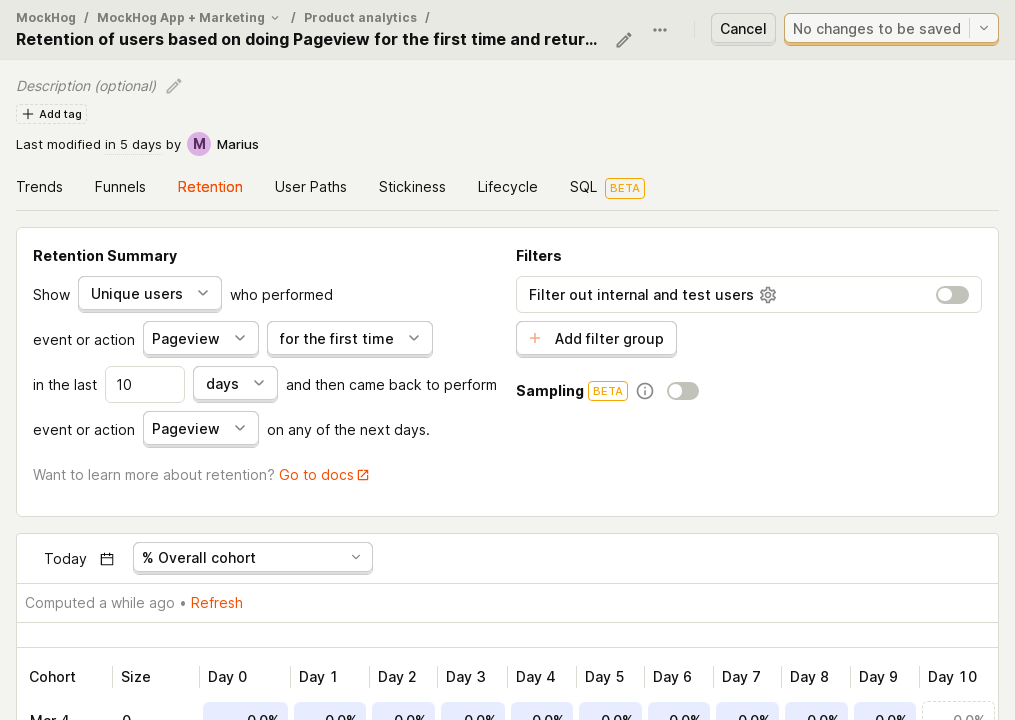 MockHog / MockHog App + Marketing / Product analytics /
Retention of users based on doing Pageview for the first time and retur...
Cancel
No changes to be saved
Description (optional)
Add tag
Last modified in 5 days by M Marius
Trends Funnels Retention User Paths Stickiness Lifecycle SQL BETA
Retention Summary
Show Unique users who performed
event or action Pageview for the first time
in the last 10 days and then came back to perform
event or action Pageview on any of the next days.
Want to learn more about retention? Go to docs
Filters
Filter out internal and test users
Add filter group
Sampling BETA
Today % Overall cohort
Computed a while ago • Refresh
Cohort Size Day 0 Day 1 Day 2 Day 3 Day 4 Day 5 Day 6 Day 7 Day 8 Day 9 Day 10
Mar 4 0 0.0% 0.0% 0.0% 0.0% 0.0% 0.0% 0.0% 0.0% 0.0% 0.0% 0.0%